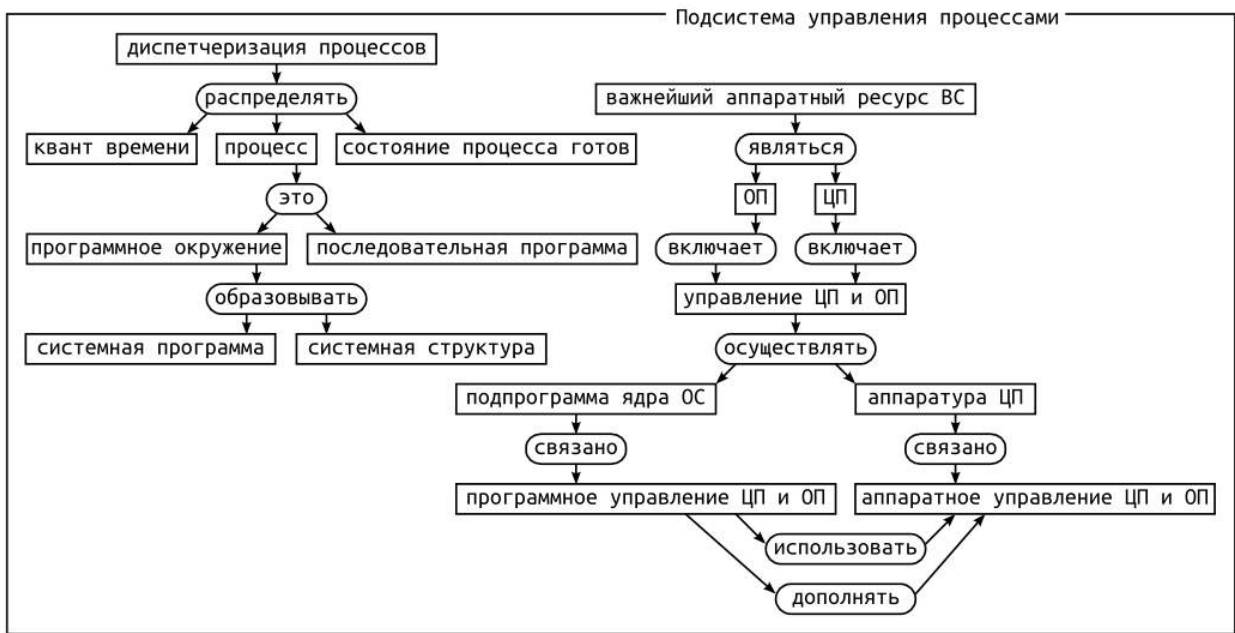 Подсистема управления процессами
диспетчеризация процессов
распределять
квант времени
процесс
состояние процесса готов
это
программное окружение
последовательная программа
образовывать
системная программа
системная структура
важнейший аппаратный ресурс ВС
являться
ОП
ЦП
включает
включает
управление ЦП и ОП
осуществлять
подпрограмма ядра ОС
аппаратура ЦП
связано
связано
программное управление ЦП и ОП
аппаратное управление ЦП и ОП
использовать
дополнять